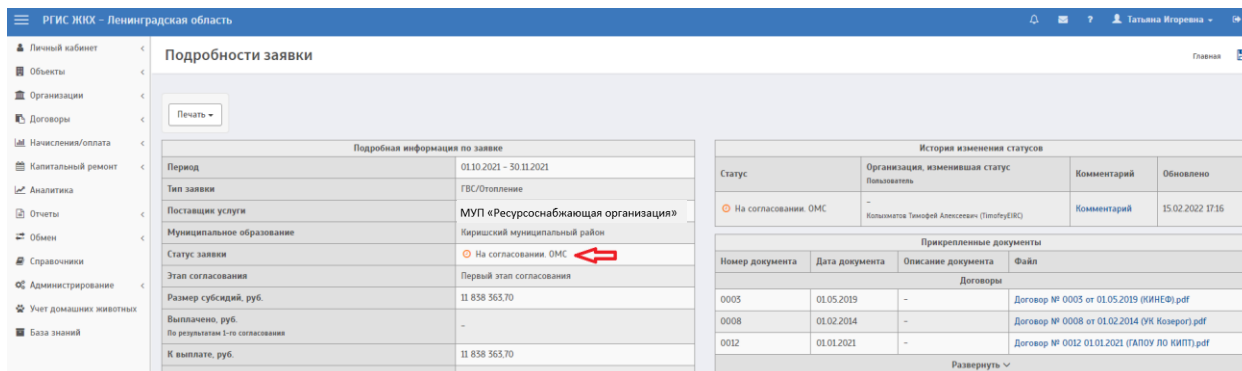 РГИС ЖКХ - Ленинградская область
Татьяна Игоревна
Личный кабинет
Объекты
Организации
Договоры
Начисления/оплата
Капитальный ремонт
Аналитика
Отчеты
Обмен
Справочники
Администрирование
Учет домашних животных
База знаний
Подробности заявки
Главная
Печать
Подробная информация по заявке
Период 01.10.2021 - 30.11.2021
Тип заявки ГВС/Отопление
Поставщик услуги МУП «Ресурсоснабжающая организация»
Муниципальное образование Киришский муниципальный район
Статус заявки На согласовании. ОМС
Этап согласования Первый этап согласования
Размер субсидий, руб. 11 838 363,70
Выплачено, руб. -
По результатам 1-го согласования
К выплате, руб. 11 838 363,70
История изменения статусов
Статус Организация, изменившая статус Комментарий Обновлено
Пользователь
На согласовании. ОМС - Комментарий 15.02.2022 17:16
Колызматов Тимофей Алексеевич (TimofeyEIRC)
Прикрепленные документы
Номер документа Дата документа Описание документа Файл
Договоры
0003 01.05.2019 - Договор № 0003 от 01.05.2019 (КИНЕФ).pdf
0008 01.02.2014 - Договор № 0008 от 01.02.2014 (УК Козерог).pdf
0012 01.01.2021 - Договор № 0012 01.01.2021 (ГАПОУ ЛО КИПТ).pdf
Развернуть